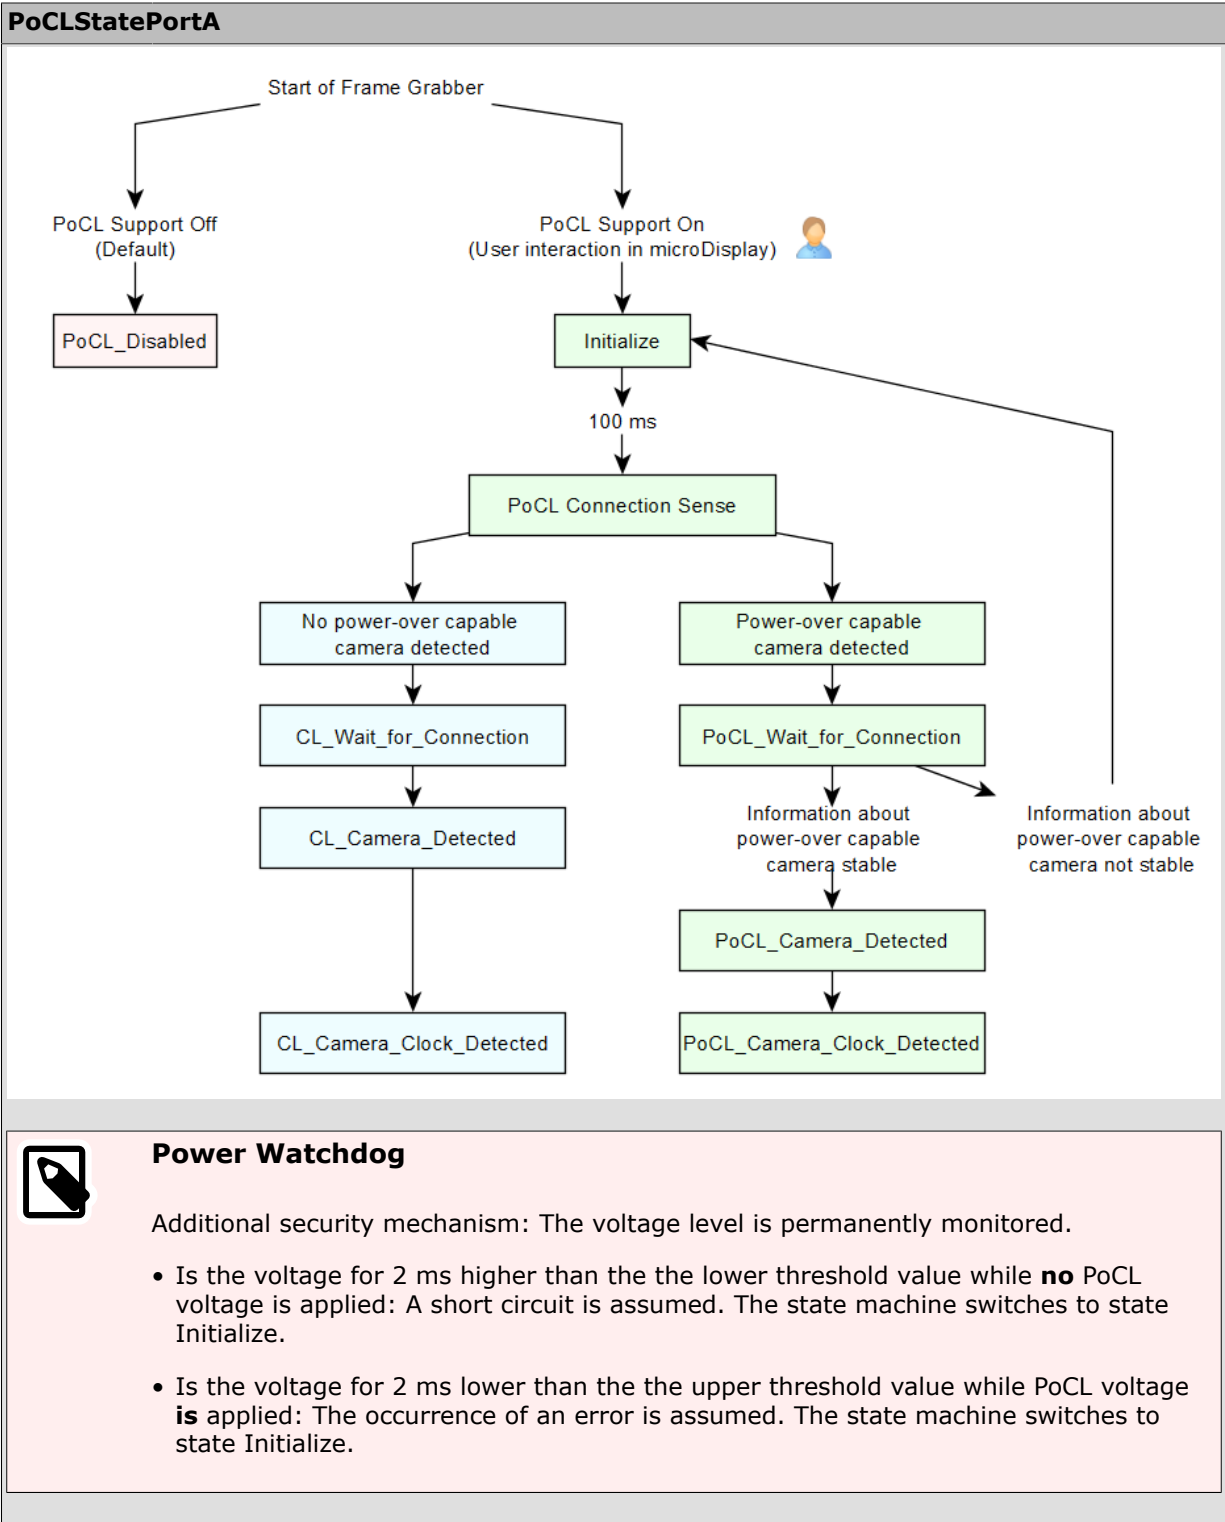 PoCLStatePortA
Start of Frame Grabber
PoCL Support Off
(Default)
PoCL Support On
(User interaction in microDisplay)
PoCL_Disabled
Initialize
100 ms
PoCL Connection Sense
No power-over capable
camera detected
Power-over capable
camera detected
CL_Wait_for_Connection
PoCL_Wait_for_Connection
CL_Camera_Detected
Information about
power-over capable
camera stable
Information about
power-over capable
camera not stable
PoCL_Camera_Detected
CL_Camera_Clock_Detected
PoCL_Camera_Clock_Detected
Power Watchdog
Additional security mechanism: The voltage level is permanently monitored.
• Is the voltage for 2 ms higher than the the lower threshold value while no PoCL
voltage is applied: A short circuit is assumed. The state machine switches to state
Initialize.
• Is the voltage for 2 ms lower than the the upper threshold value while PoCL voltage
is applied: The occurrence of an error is assumed. The state machine switches to
state Initialize.